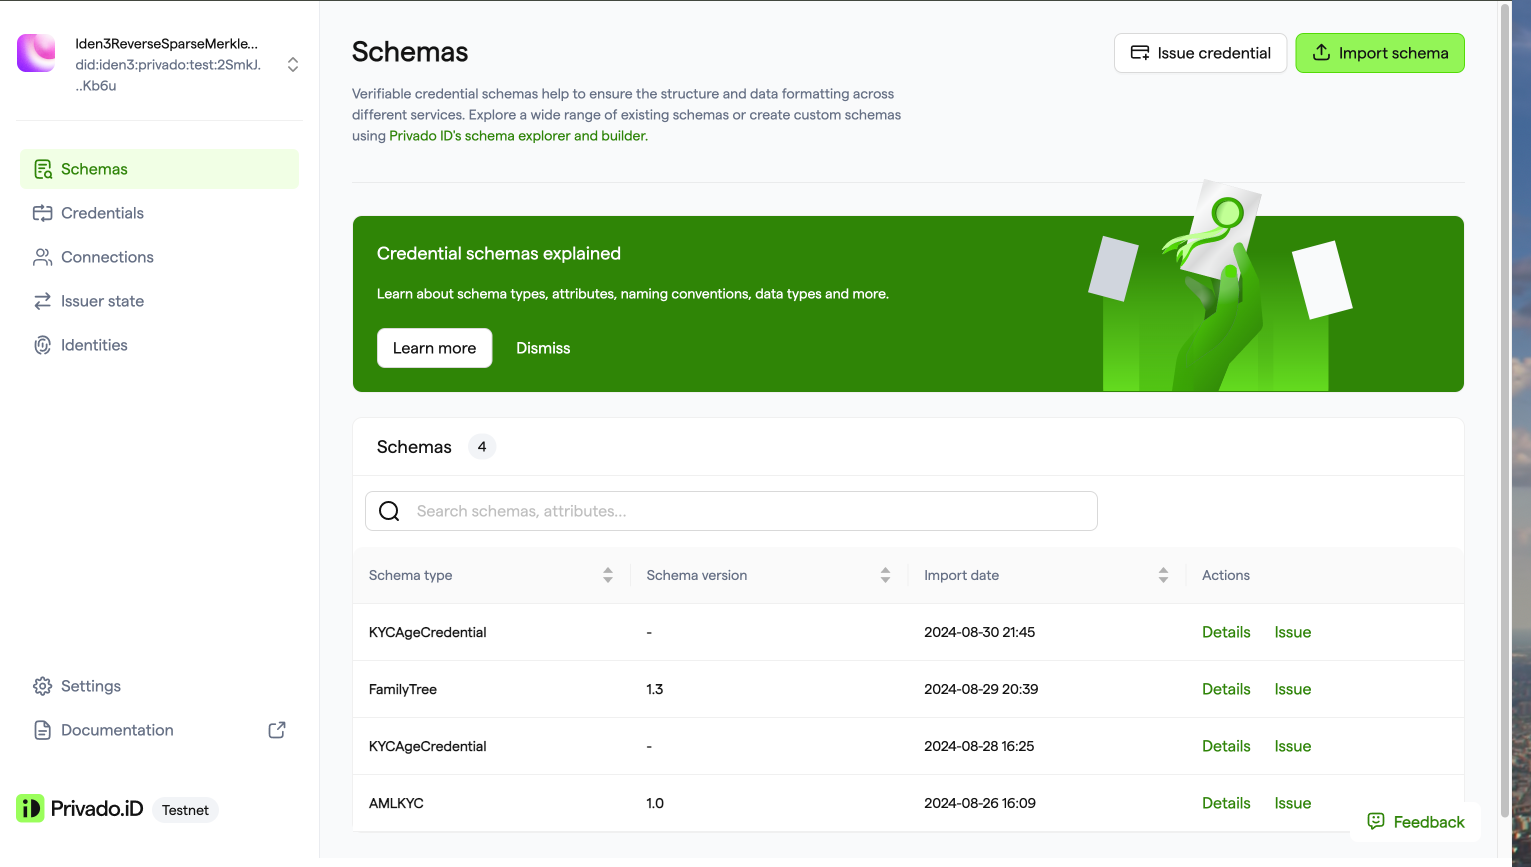 Iden3ReverseSparseMerkle...
did:iden3:privado:test:2SmkJ.
..Kb6u
Schemas
Credentials
Connections
Issuer state
Identities
Settings
Documentation
iD Privado.iD Testnet
Schemas
Issue credential
Import schema
Verifiable credential schemas help to ensure the structure and data formatting across
different services. Explore a wide range of existing schemas or create custom schemas
using Privado ID's schema explorer and builder.
Credential schemas explained
Learn about schema types, attributes, naming conventions, data types and more.
Learn more Dismiss
Schemas 4
Search schemas, attributes...
Schema type Schema version Import date Actions
KYCAgeCredential - 2024-08-30 21:45 Details Issue
FamilyTree 1.3 2024-08-29 20:39 Details Issue
KYCAgeCredential - 2024-08-28 16:25 Details Issue
AMLKYC 1.0 2024-08-26 16:09 Details Issue
Feedback